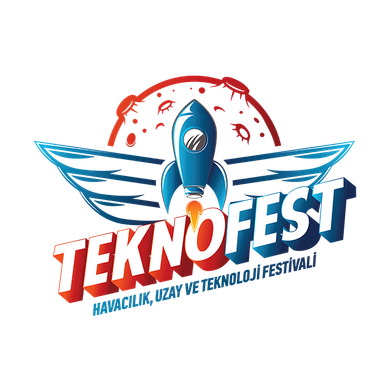 TEKNOFEST
HAVACILIK, UZAY VE TEKNOLOJİ FESTİVALİ